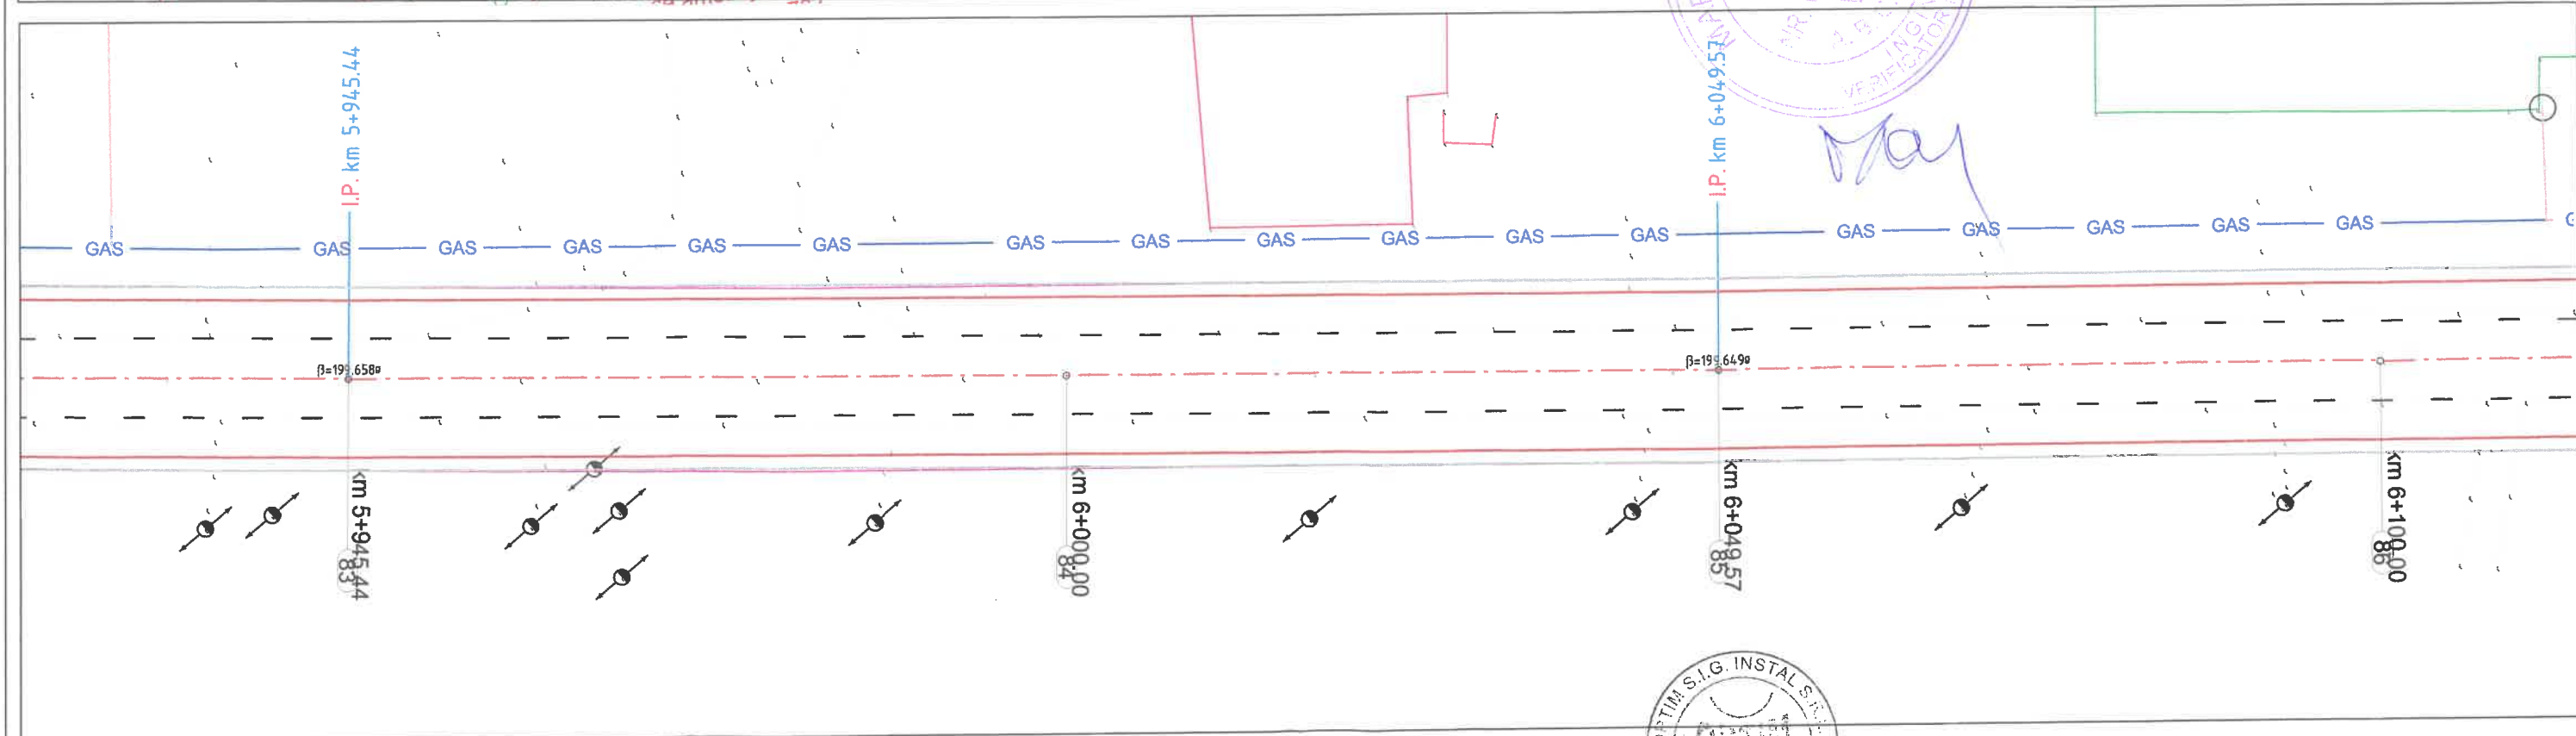 I.P. km 5+945.44
I.P. km 6+049.57
VERIFICATOR
GAS GAS GAS GAS GAS GAS GAS GAS GAS GAS GAS GAS GAS GAS GAS GAS GAS
β=199.658g
β=199.649g
km 5+945.44
83
km 6+000.00
84
km 6+049.57
85
km 6+100.00
86
S.I.G. INSTAL